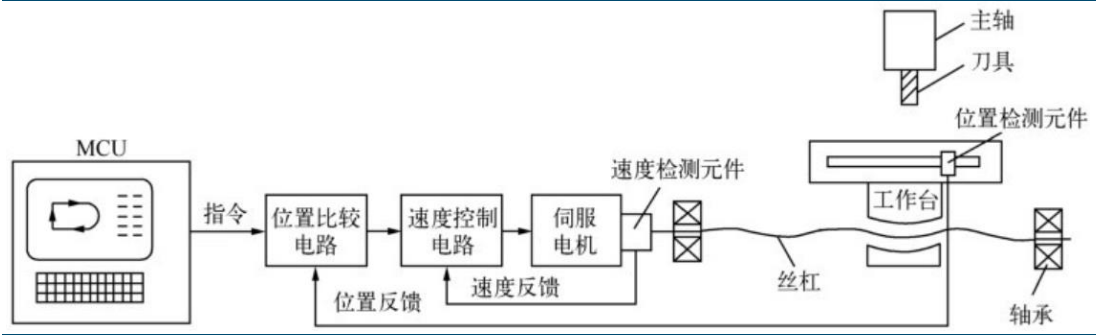 主轴
刀具
位置检测元件
MCU
速度检测元件
工作台
指令
位置比较
电路
速度控制
电路
伺服
电机
丝杠
速度反馈
位置反馈
轴承